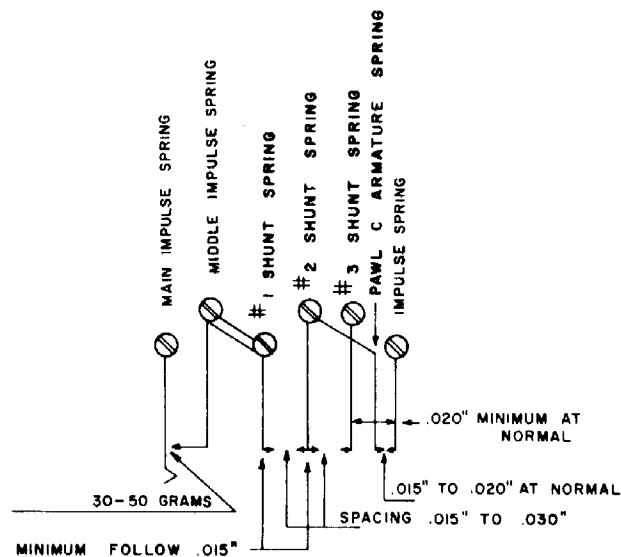 MAIN IMPULSE SPRING
MIDDLE IMPULSE SPRING
# 1 SHUNT SPRING
# 2 SHUNT SPRING
# 3 SHUNT SPRING
PAWL C ARMATURE SPRING
IMPULSE SPRING
.020" MINIMUM AT
NORMAL
.015" TO .020" AT NORMAL
30-50 GRAMS
SPACING .015" TO .030"
MINIMUM FOLLOW .015"